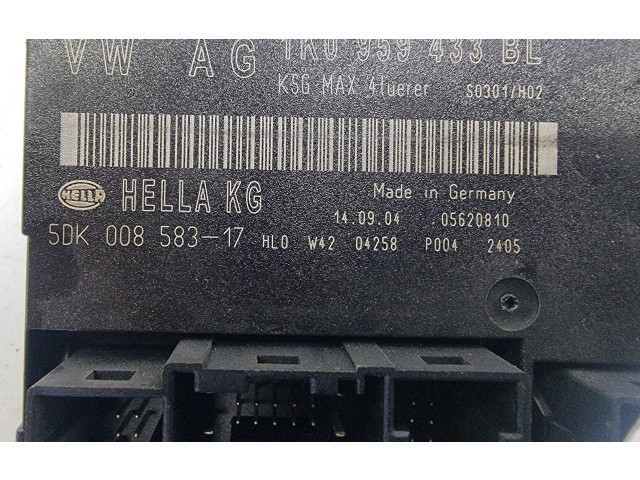 VW AG 1K0 959 433 BL
KSG MAX 4tuerer S0301/H02
HELLA HELLA KG Made in Germany
14.09.04 .05620810
5DK 008 583-17 HLO W42 04258 P004 2405